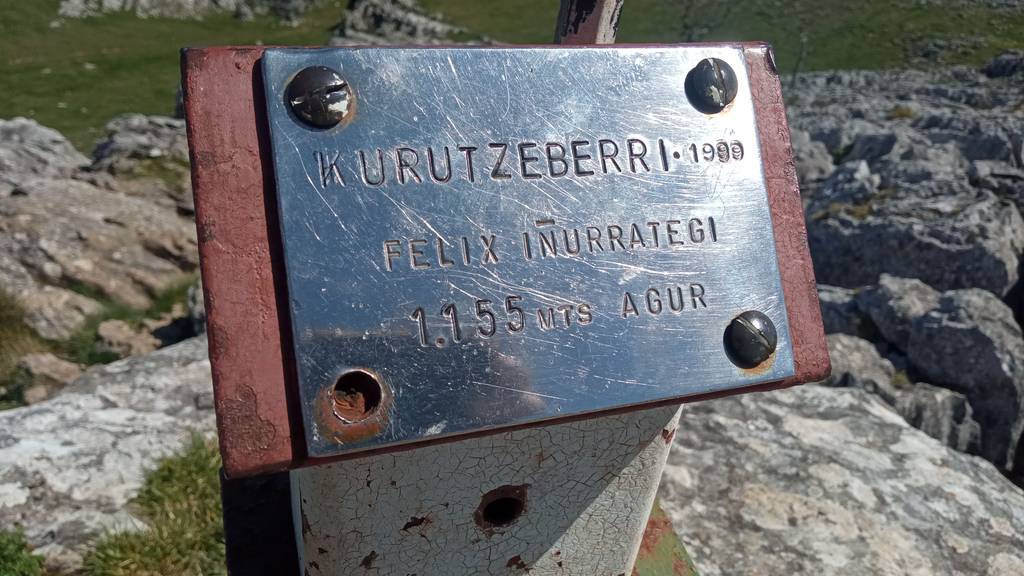 KURUTZEBERRI·1999
FELIX IÑURRATEGI
1.155 MTS AGUR